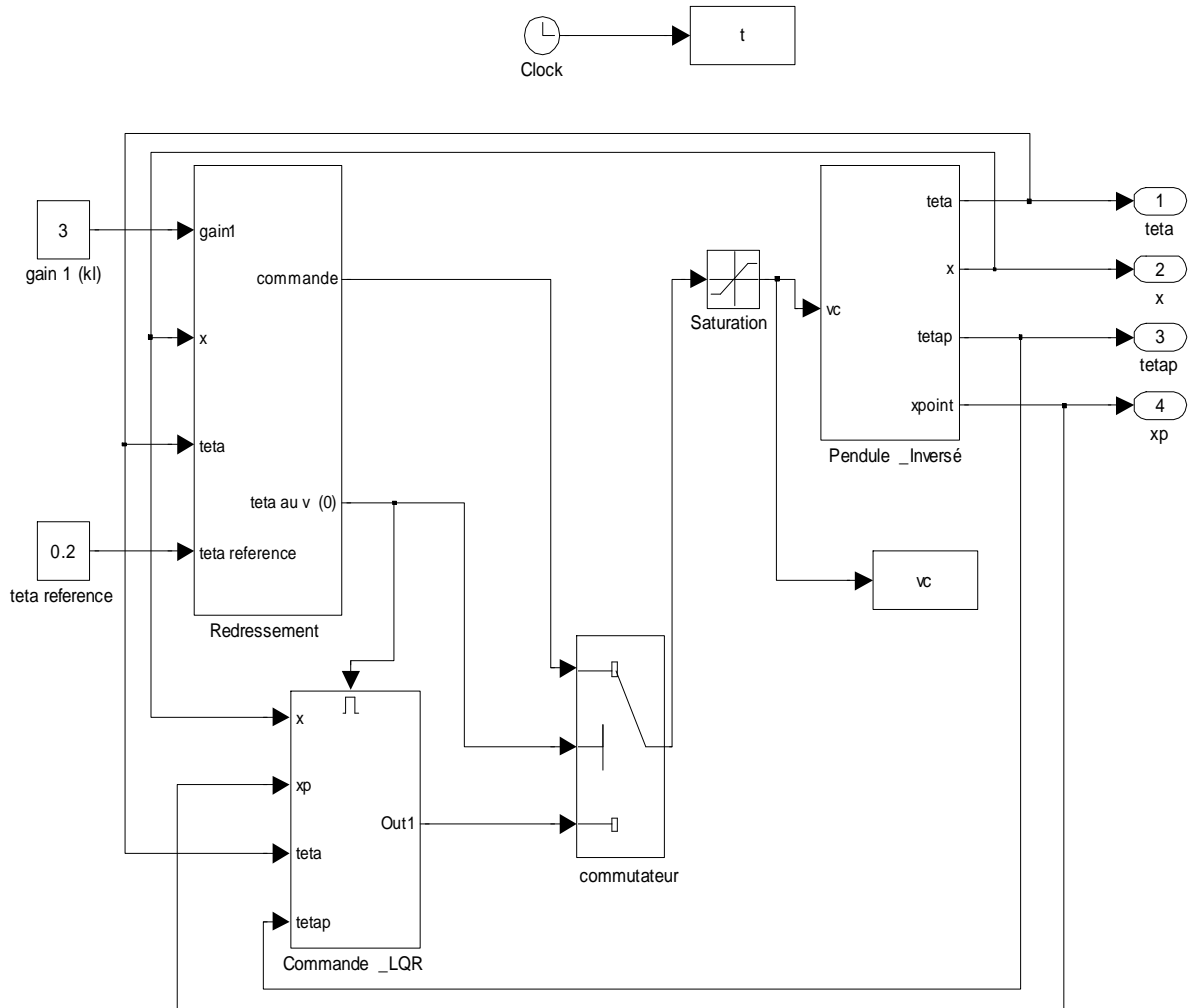 t
Clock
3
gain 1 (kl)
gain1
x
teta
teta reference
commande
teta au v (0)
Redressement
0.2
teta reference
Saturation
vc
teta
x
tetap
xpoint
Pendule _Inversé
1
teta
2
x
3
tetap
4
xp
vc
x
xp
teta
tetap
Out1
Commande _LQR
commutateur